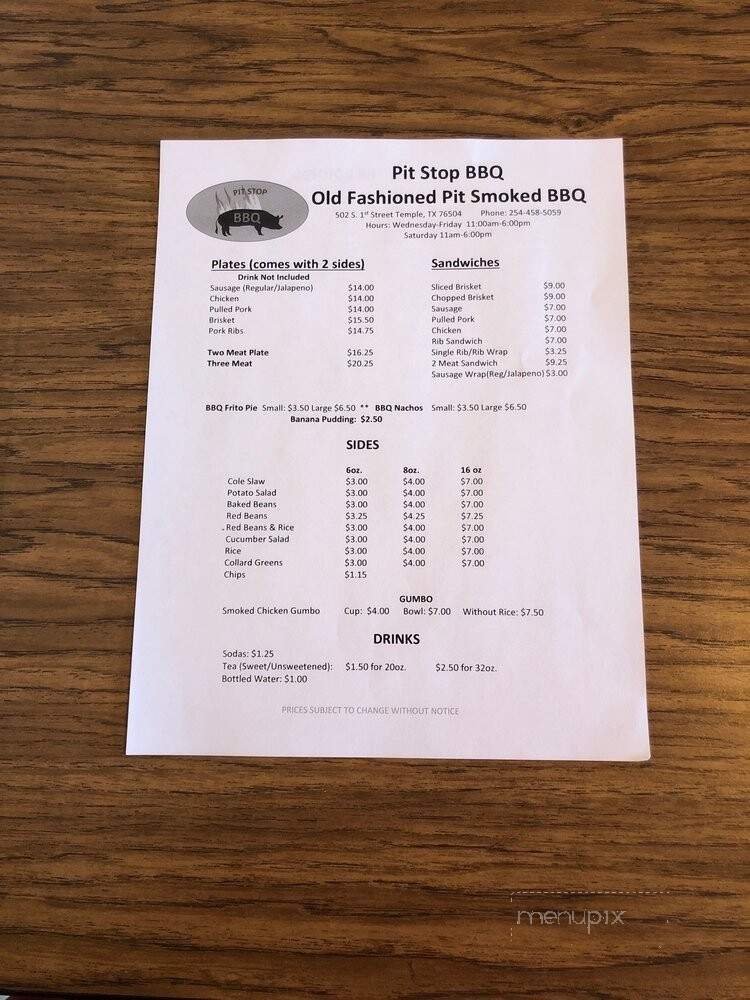 PIT STOP
BBQ
Pit Stop BBQ
Old Fashioned Pit Smoked BBQ
502 S. 1st Street Temple, TX 76504 Phone: 254-458-5059
Hours: Wednesday-Friday 11:00am-6:00pm
Saturday 11am-6:00pm
Plates (comes with 2 sides)
Drink Not Included
Sausage (Regular/Jalapeno) $14.00
Chicken $14.00
Pulled Pork $14.00
Brisket $15.50
Pork Ribs $14.75
Two Meat Plate $16.25
Three Meat $20.25
Sandwiches
Sliced Brisket $9.00
Chopped Brisket $9.00
Sausage $7.00
Pulled Pork $7.00
Chicken $7.00
Rib Sandwich $7.00
Single Rib/Rib Wrap $3.25
2 Meat Sandwich $9.25
Sausage Wrap(Reg/Jalapeno) $3.00
BBQ Frito Pie Small: $3.50 Large $6.50 ** BBQ Nachos Small: $3.50 Large $6.50
Banana Pudding: $2.50
SIDES
6oz. 8oz. 16 oz
Cole Slaw $3.00 $4.00 $7.00
Potato Salad $3.00 $4.00 $7.00
Baked Beans $3.00 $4.00 $7.00
Red Beans $3.25 $4.25 $7.25
Red Beans & Rice $3.00 $4.00 $7.00
Cucumber Salad $3.00 $4.00 $7.00
Rice $3.00 $4.00 $7.00
Collard Greens $3.00 $4.00 $7.00
Chips $1.15
GUMBO
Smoked Chicken Gumbo Cup: $4.00 Bowl: $7.00 Without Rice: $7.50
DRINKS
Sodas: $1.25
Tea (Sweet/Unsweetened): $1.50 for 20oz. $2.50 for 32oz.
Bottled Water: $1.00
PRICES SUBJECT TO CHANGE WITHOUT NOTICE
menupix